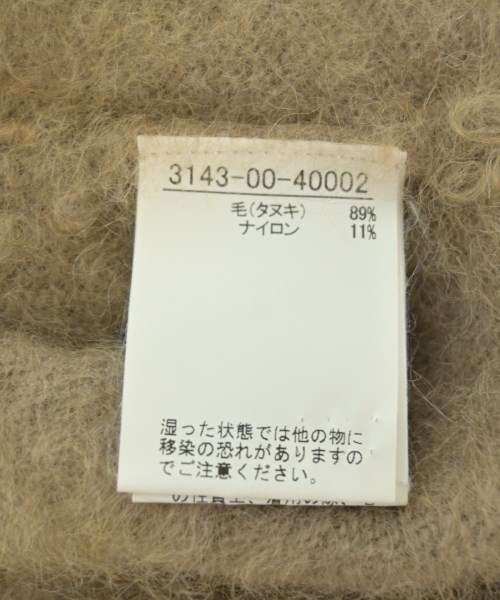 3143-00-40002
毛(タヌキ) 89%
ナイロン 11%
湿った状態では他の物に
移染の恐れがありますの
でご注意ください。